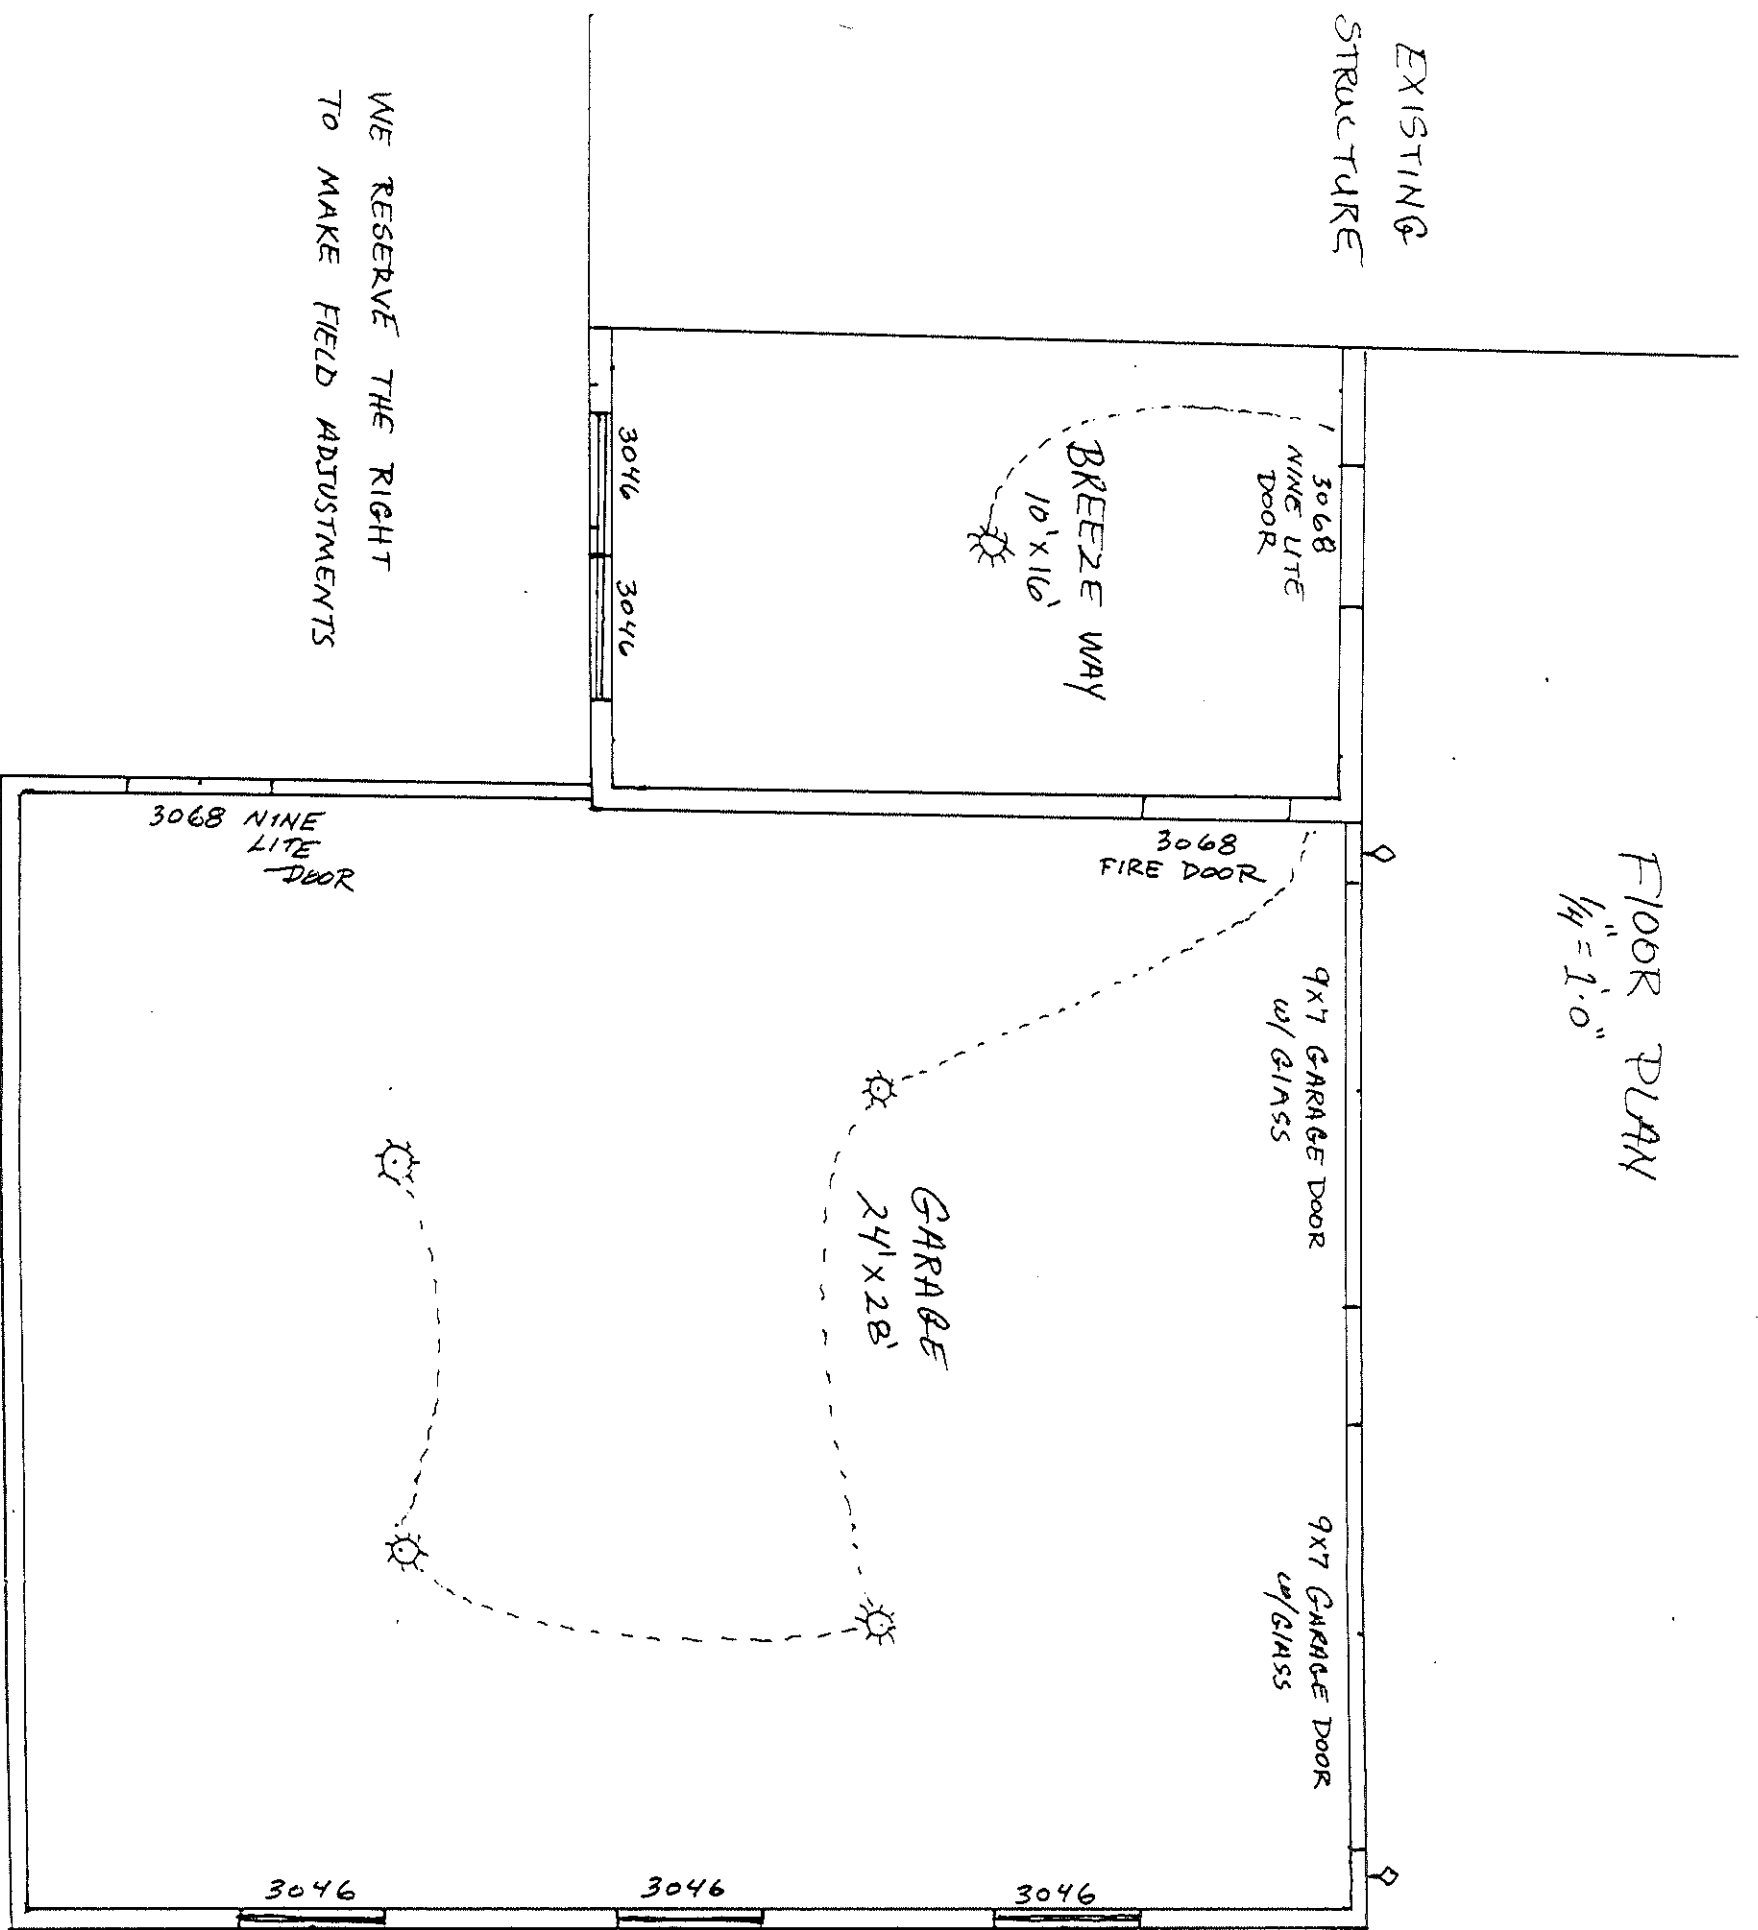 FlOOR PLAN
1/4" = 1'.0"
EXISTING
STRUCTURE
3068
NINE LITE
DOOR
BREEZE WAY
10' x 16'
3046
3046
9x7 GARAGE DOOR
w/ GlASS
9x7 GARAGE DOOR
w/GlASS
3068
FIRE DOOR
GARAGE
24' x 28'
3068 NINE
LITE
DOOR
3046
3046
3046
WE RESERVE THE RIGHT
TO MAKE FIELD ADJUSTMENTS